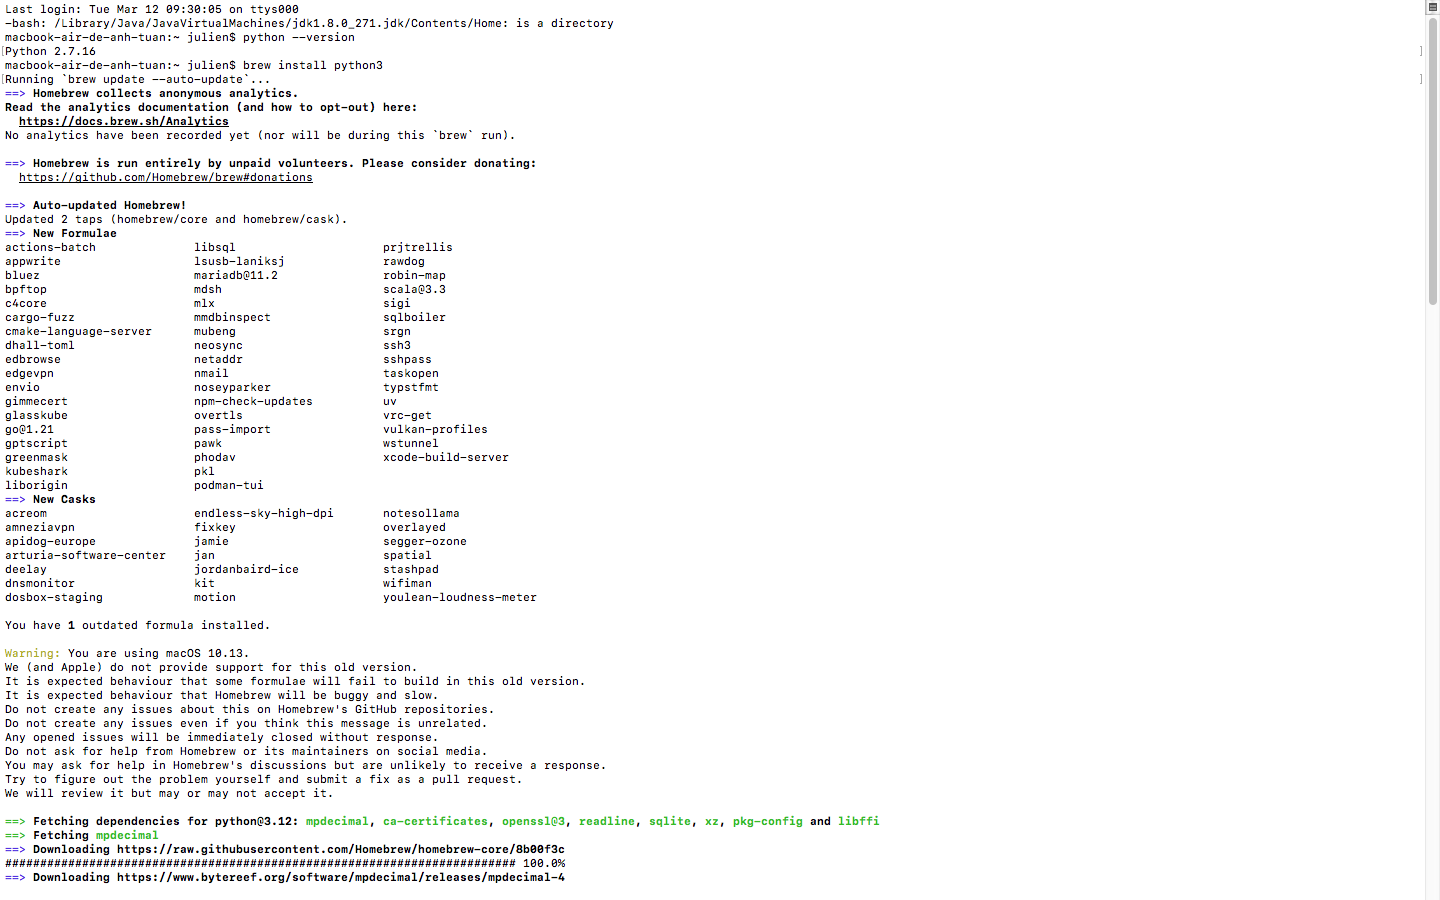 Last login: Tue Mar 12 09:30:05 on ttys000
-bash: /Library/Java/JavaVirtualMachines/jdk1.8.0_271.jdk/Contents/Home: is a directory
macbook-air-de-anh-tuan:~ julien$ python --version
[Python 2.7.16 ]
macbook-air-de-anh-tuan:~ julien$ brew install python3
[Running `brew update --auto-update`... ]
==> Homebrew collects anonymous analytics.
Read the analytics documentation (and how to opt-out) here:
  https://docs.brew.sh/Analytics
No analytics have been recorded yet (nor will be during this `brew` run).

==> Homebrew is run entirely by unpaid volunteers. Please consider donating:
  https://github.com/Homebrew/brew#donations

==> Auto-updated Homebrew!
Updated 2 taps (homebrew/core and homebrew/cask).
==> New Formulae
actions-batch libsql prjtrellis
appwrite lsusb-laniksj rawdog
bluez mariadb@11.2 robin-map
bpftop mdsh scala@3.3
c4core mlx sigi
cargo-fuzz mmdbinspect sqlboiler
cmake-language-server mubeng srgn
dhall-toml neosync ssh3
edbrowse netaddr sshpass
edgevpn nmail taskopen
envio noseyparker typstfmt
gimmecert npm-check-updates uv
glasskube overtls vrc-get
go@1.21 pass-import vulkan-profiles
gptscript pawk wstunnel
greenmask phodav xcode-build-server
kubeshark pkl
liborigin podman-tui
==> New Casks
acreom endless-sky-high-dpi notesollama
amneziavpn fixkey overlayed
apidog-europe jamie segger-ozone
arturia-software-center jan spatial
deelay jordanbaird-ice stashpad
dnsmonitor kit wifiman
dosbox-staging motion youlean-loudness-meter

You have 1 outdated formula installed.

Warning: You are using macOS 10.13.
We (and Apple) do not provide support for this old version.
It is expected behaviour that some formulae will fail to build in this old version.
It is expected behaviour that Homebrew will be buggy and slow.
Do not create any issues about this on Homebrew's GitHub repositories.
Do not create any issues even if you think this message is unrelated.
Any opened issues will be immediately closed without response.
Do not ask for help from Homebrew or its maintainers on social media.
You may ask for help in Homebrew's discussions but are unlikely to receive a response.
Try to figure out the problem yourself and submit a fix as a pull request.
We will review it but may or may not accept it.

==> Fetching dependencies for python@3.12: mpdecimal, ca-certificates, openssl@3, readline, sqlite, xz, pkg-config and libffi
==> Fetching mpdecimal
==> Downloading https://raw.githubusercontent.com/Homebrew/homebrew-core/8b00f3c
######################################################################### 100.0%
==> Downloading https://www.bytereef.org/software/mpdecimal/releases/mpdecimal-4